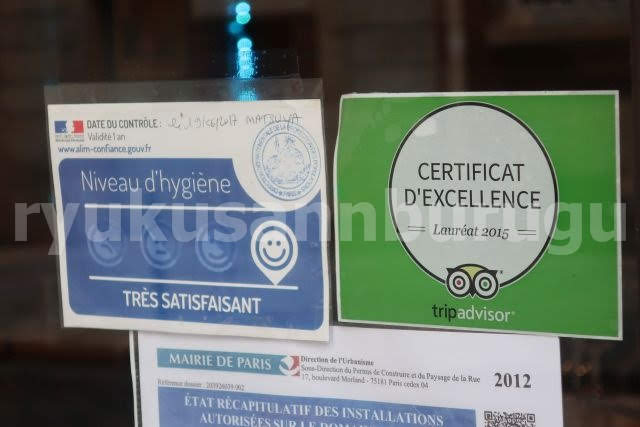 DATE DU CONTRÔLE :
Validité 1 an
www.alim-confiance.gouv.fr
Niveau d'hygiène
TRÈS SATISFAISANT
CERTIFICAT
D'EXCELLENCE
Lauréat 2015
tripadvisor
ryukusannburugu
MAIRIE DE PARIS
Direction de l'Urbanisme
Sous-Direction du Permis de Construire et du Paysage de la Rue
17, boulevard Morland - 75181 Paris cedex 04
2012
ÉTAT RÉCAPITULATIF DES INSTALLATIONS